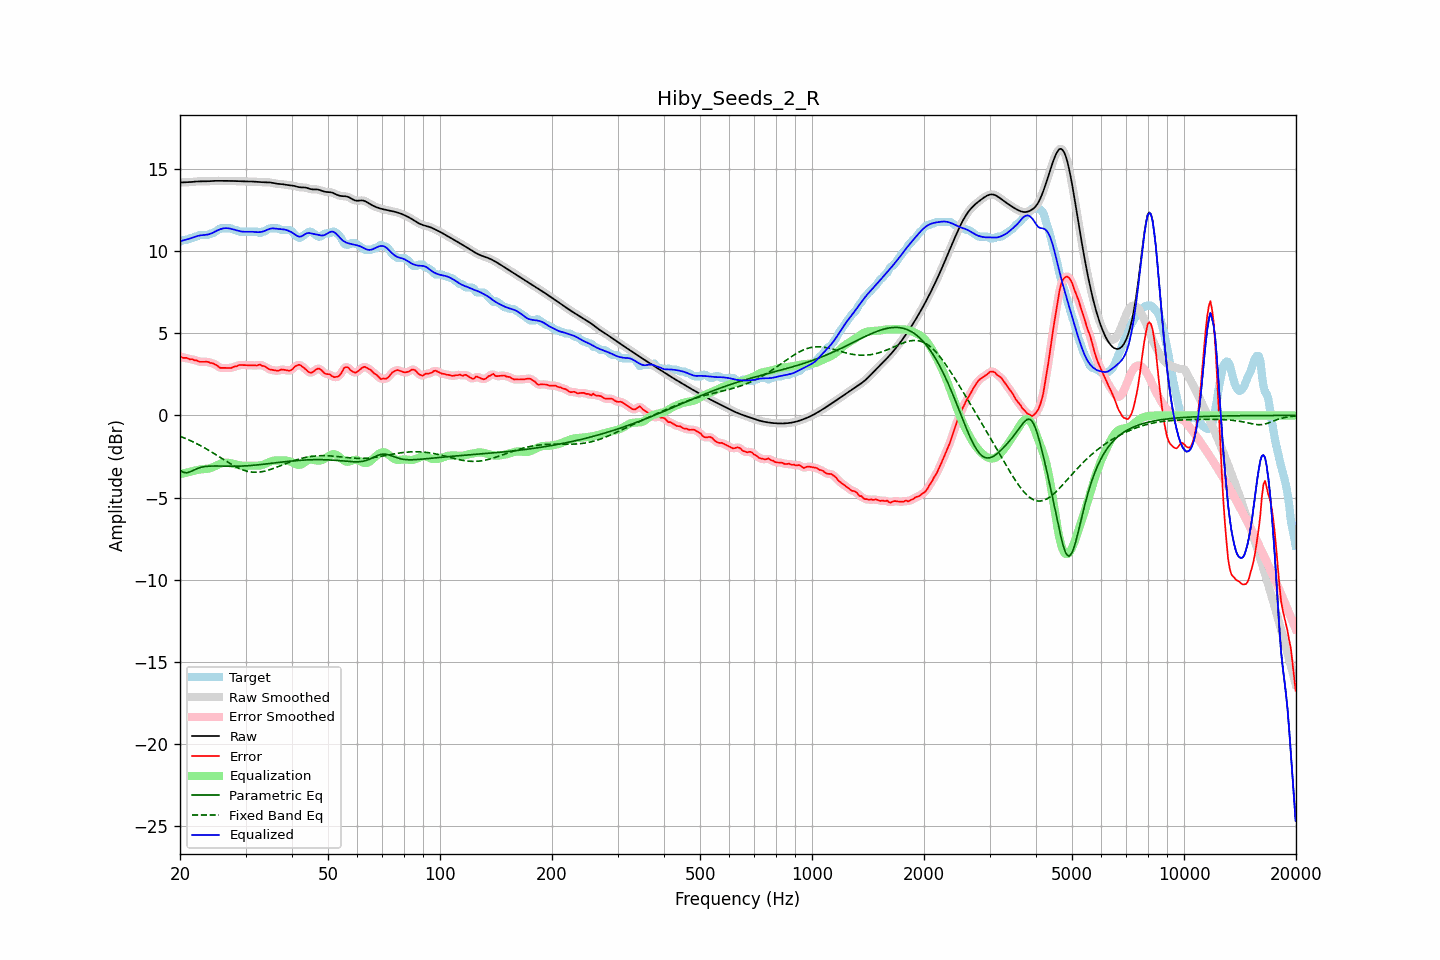 Hiby_Seeds_2_R
Amplitude (dBr)
15
10
5
0
−5
−10
−15
−20
−25
Target
Raw Smoothed
Error Smoothed
Raw
Error
Equalization
Parametric Eq
Fixed Band Eq
Equalized
20 50 100 200 500 1000 2000 5000 10000 20000
Frequency (Hz)